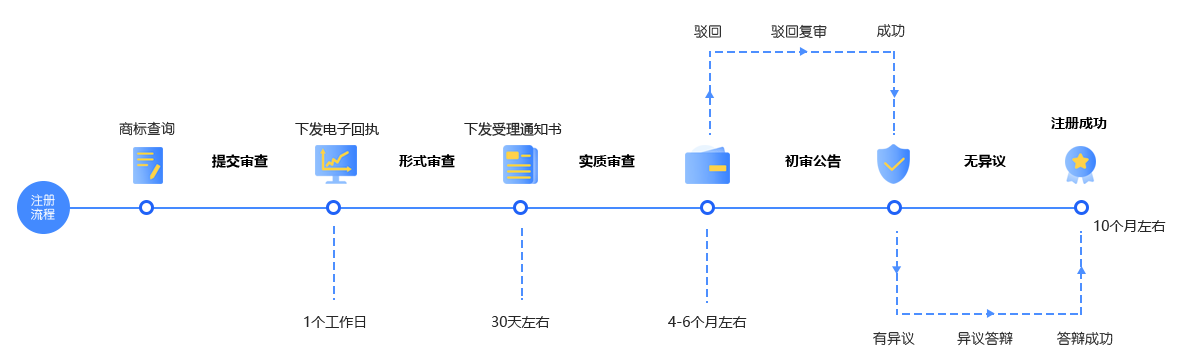 驳回
驳回复审
成功
商标查询
下发电子回执
下发受理通知书
注册成功
提交审查
形式审查
实质审查
初审公告
无异议
注册
流程
10个月左右
1个工作日
30天左右
4-6个月左右
有异议
异议答辩
答辩成功